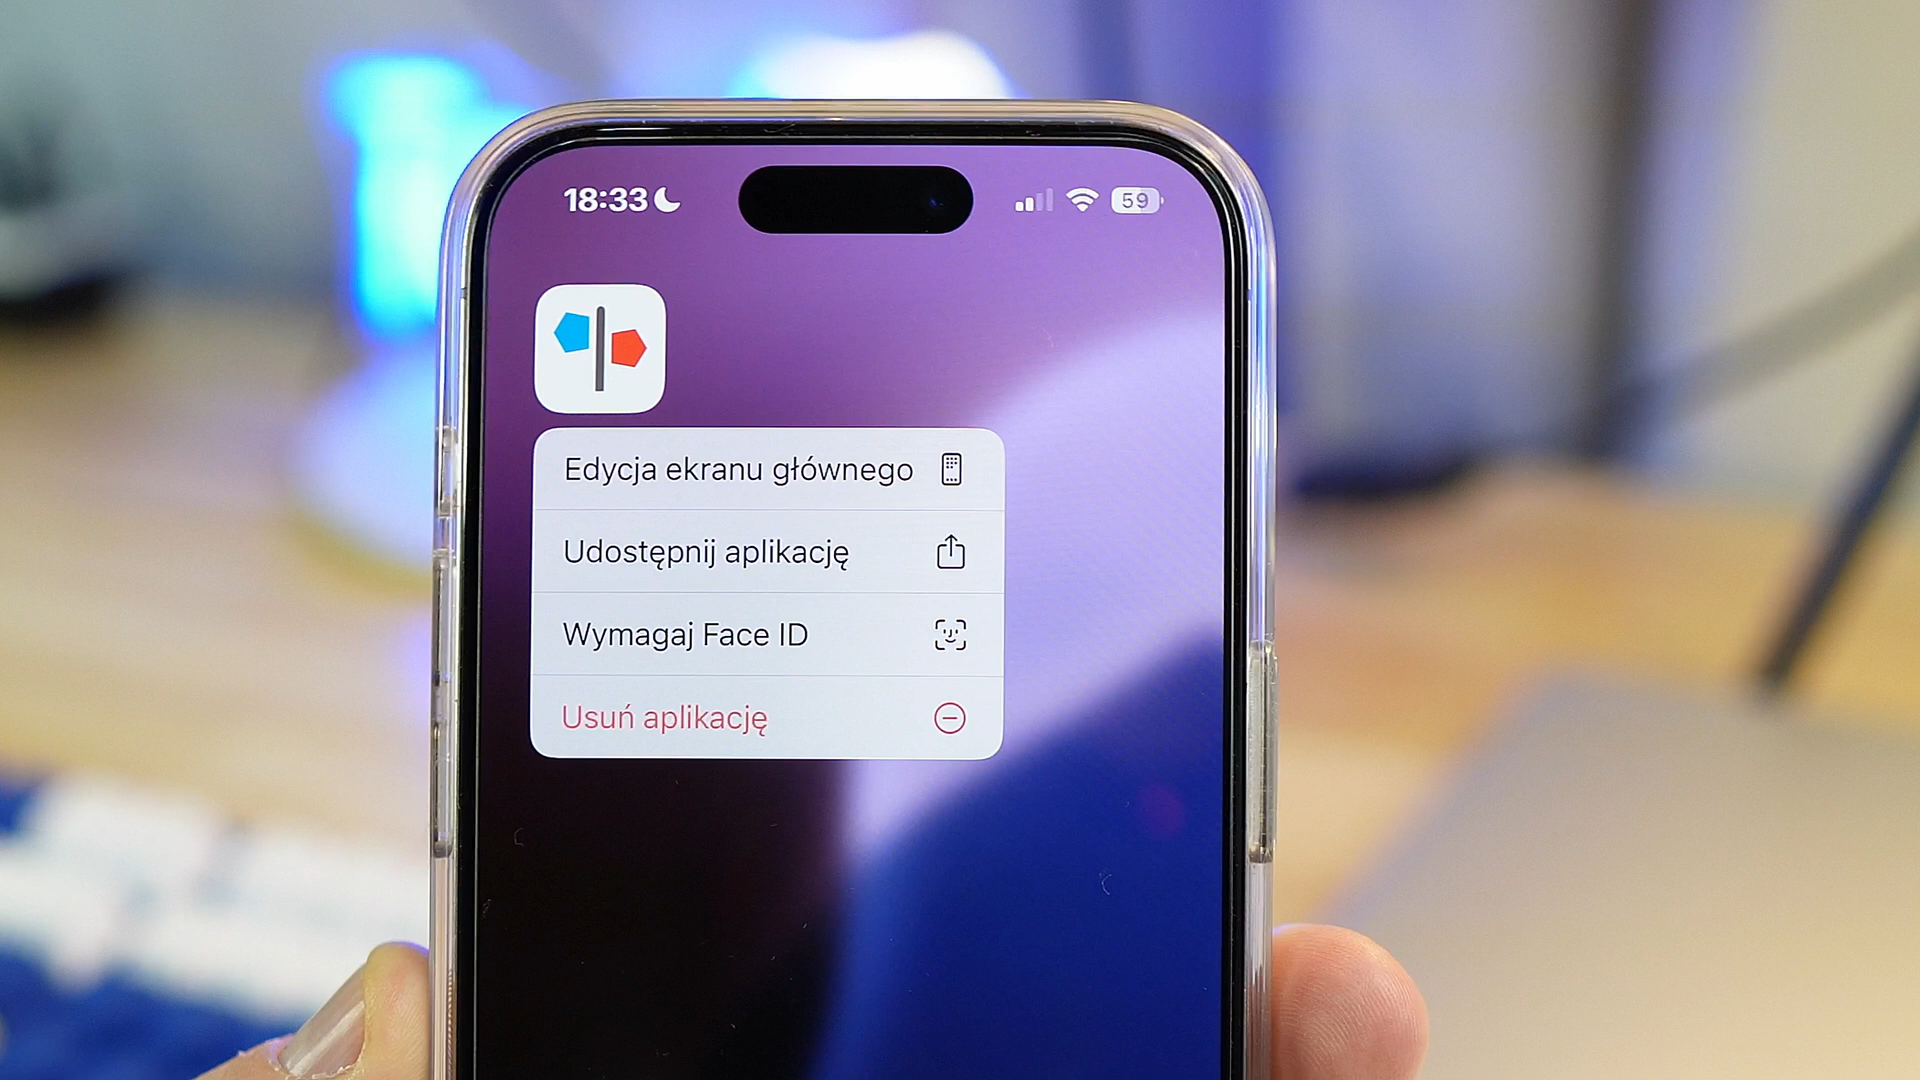 18:33
59
Edycja ekranu głównego
Udostępnij aplikację
Wymagaj Face ID
Usuń aplikację